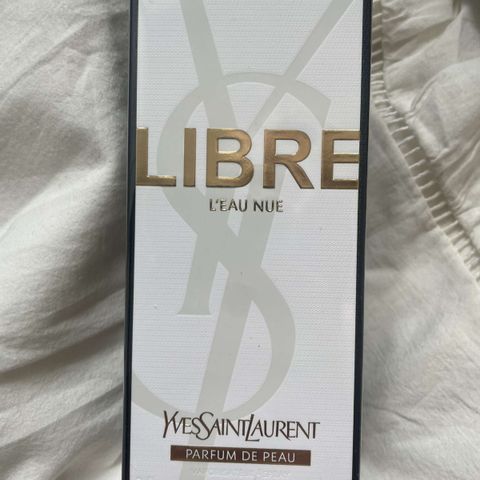 LIBRE
L'EAU NUE
YVESSAINTLAURENT
PARFUM DE PEAU